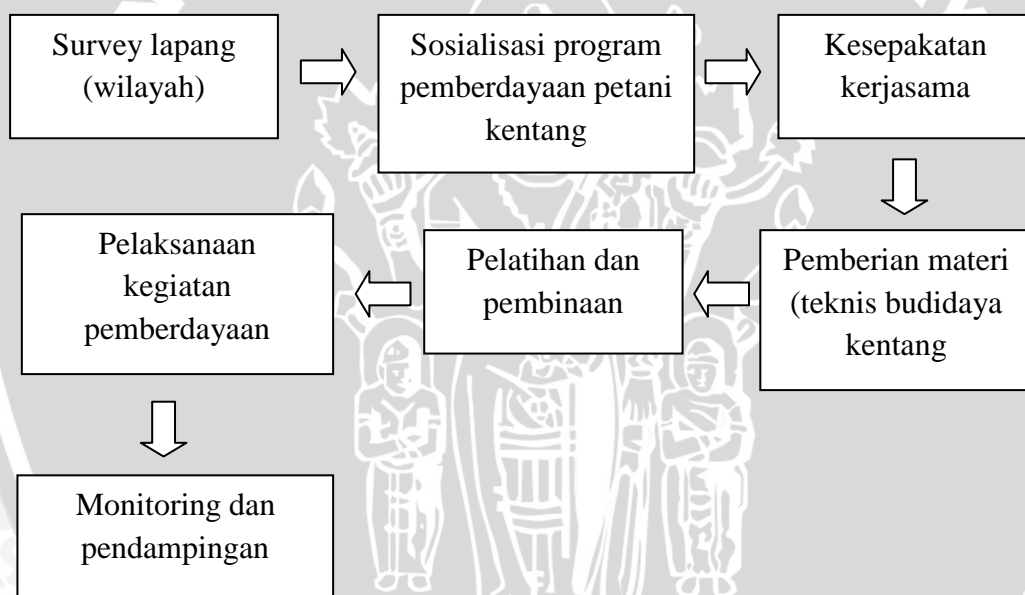 Survey lapang
(wilayah)
Sosialisasi program
pemberdayaan petani
kentang
Kesepakatan
kerjasama
Pemberian materi
(teknis budidaya
kentang
Pelatihan dan
pembinaan
Pelaksanaan
kegiatan
pemberdayaan
Monitoring dan
pendampingan